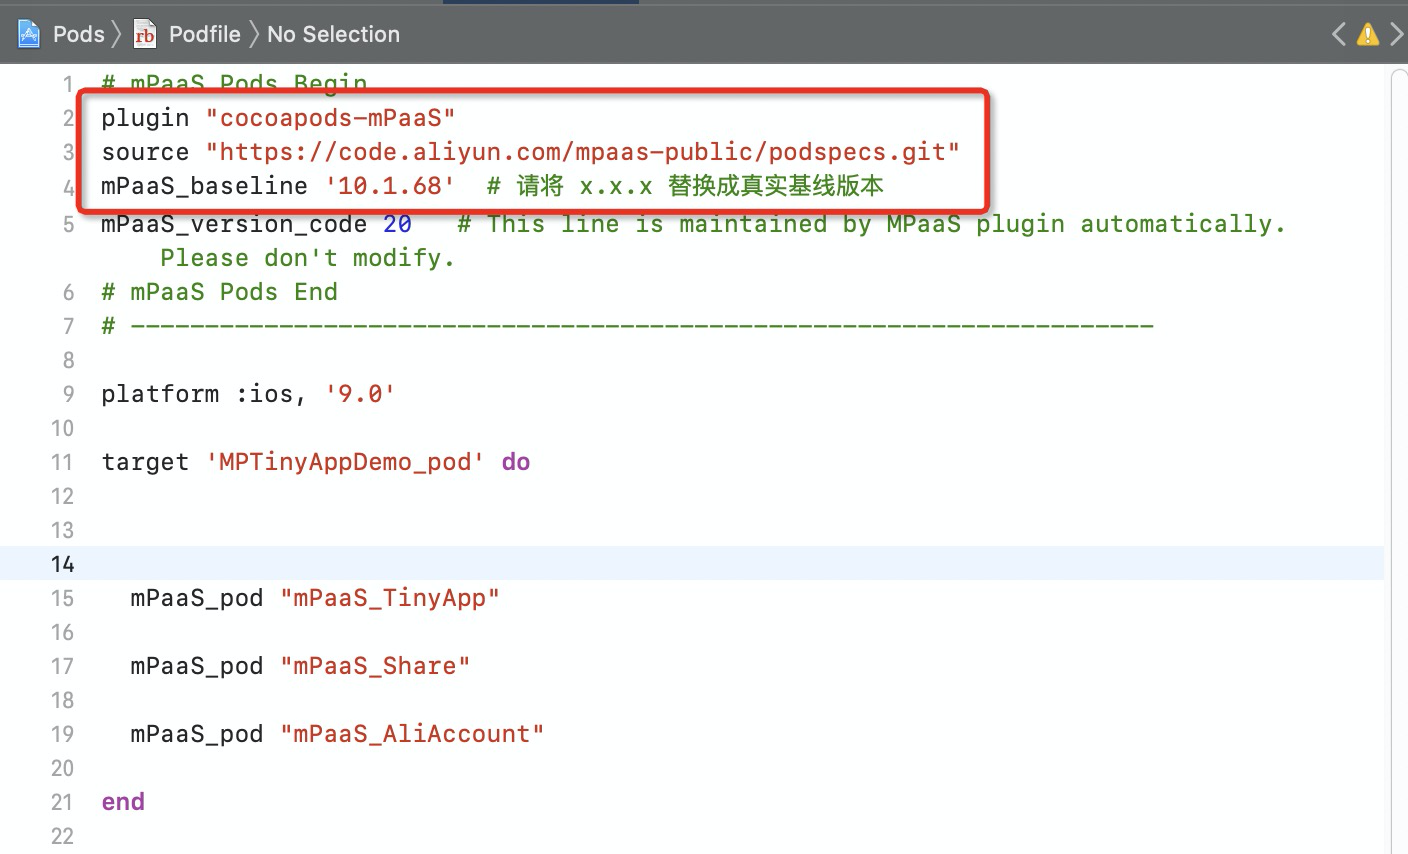 Pods
Podfile
No Selection
1 # mPaaS Pods Begin
2 plugin "cocoapods-mPaaS"
3 source "https://code.aliyun.com/mpaas-public/podspecs.git"
4 mPaaS_baseline '10.1.68'  # 请将 x.x.x 替换成真实基线版本
5 mPaaS_version_code 20   # This line is maintained by MPaaS plugin automatically.
Please don't modify.
6 # mPaaS Pods End
7 # ---------------------------------------------------------------------
8
9 platform :ios, '9.0'
10
11 target 'MPTinyAppDemo_pod' do
12
13
14
15 mPaaS_pod "mPaaS_TinyApp"
16
17 mPaaS_pod "mPaaS_Share"
18
19 mPaaS_pod "mPaaS_AliAccount"
20
21 end
22